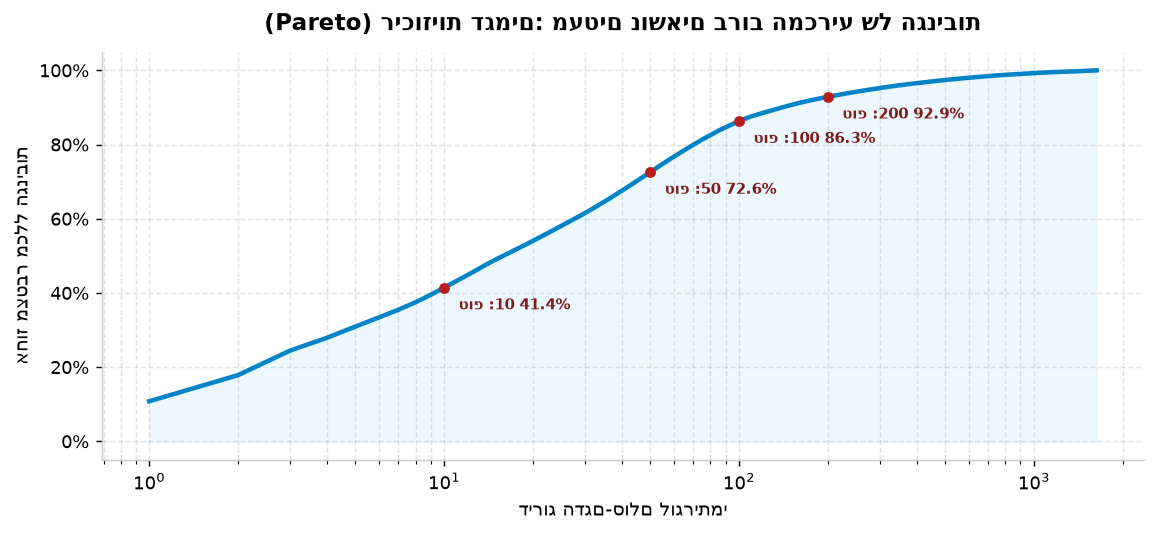 ריכוזיות דגמים: מעטים נושאים ברוב המכריע של הגניבות (Pareto)
אחוז מצטבר מכלל הגניבות
100%
80%
60%
40%
20%
0%
טופ 200: 92.9%
טופ 100: 86.3%
טופ 50: 72.6%
טופ 10: 41.4%
10⁰ 10¹ 10² 10³
דירוג הדגם-סולם לוגריתמי